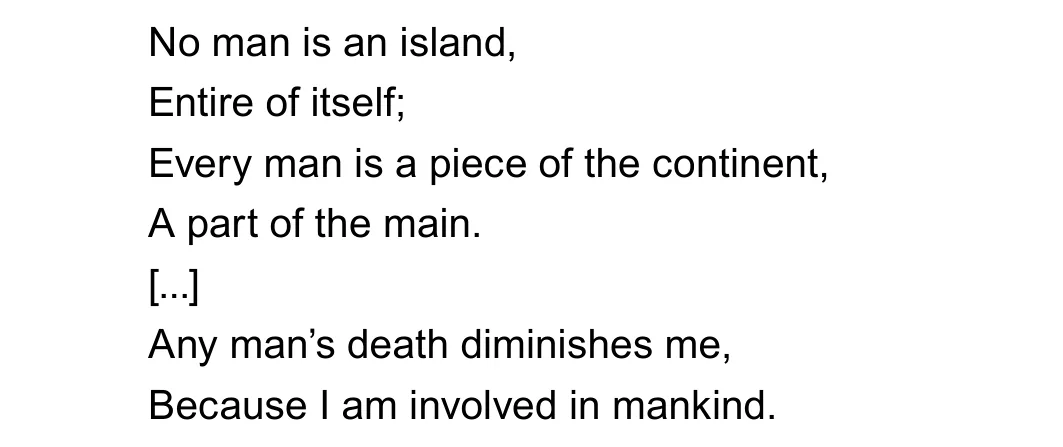 No man is an island,
Entire of itself;
Every man is a piece of the continent,
A part of the main.
[...]
Any man’s death diminishes me,
Because I am involved in mankind.